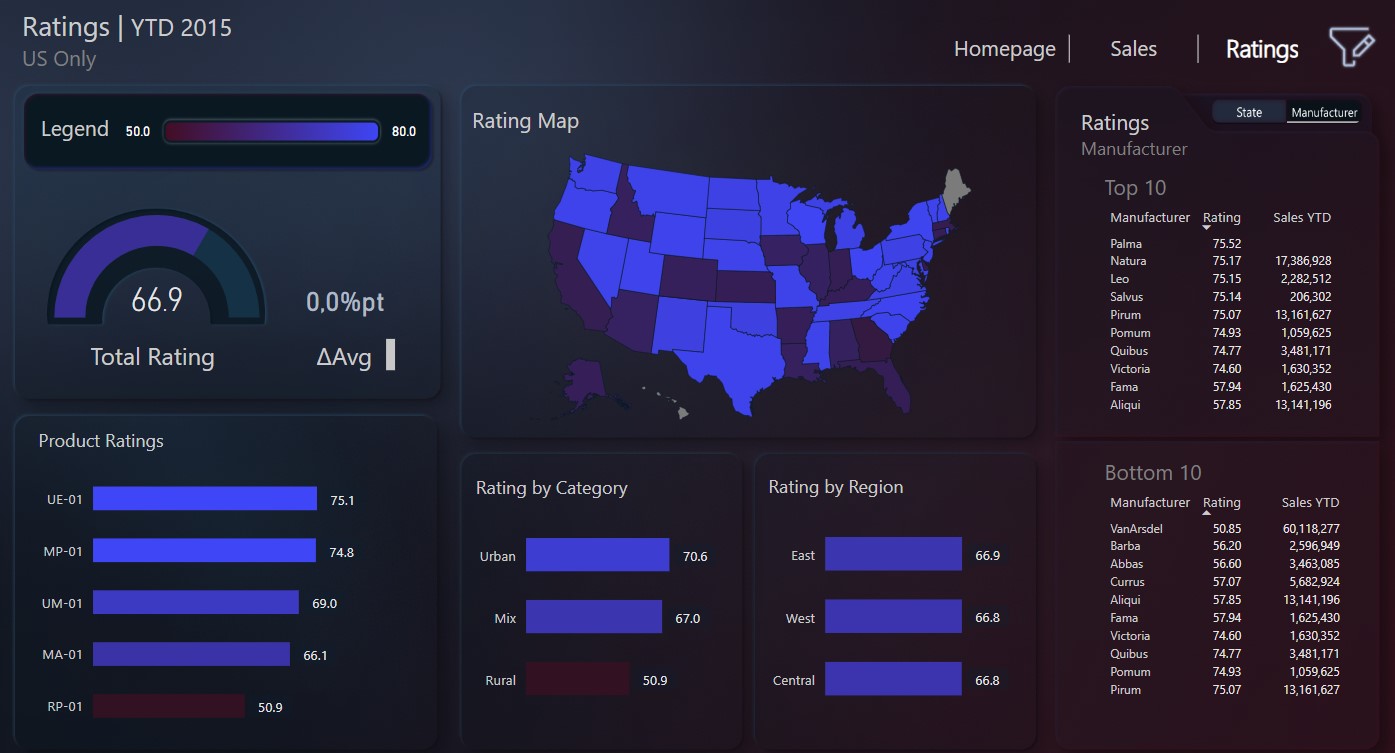 Ratings | YTD 2015
US Only
Homepage | Sales | Ratings
Legend 50.0 80.0
66.9
Total Rating
0,0%pt
ΔAvg
Product Ratings
UE-01 75.1
MP-01 74.8
UM-01 69.0
MA-01 66.1
RP-01 50.9
Rating Map
Rating by Category
Urban 70.6
Mix 67.0
Rural 50.9
Rating by Region
East 66.9
West 66.8
Central 66.8
State Manufacturer
Ratings
Manufacturer
Top 10
Manufacturer Rating Sales YTD
Palma 75.52
Natura 75.17 17,386,928
Leo 75.15 2,282,512
Salvus 75.14 206,302
Pirum 75.07 13,161,627
Pomum 74.93 1,059,625
Quibus 74.77 3,481,171
Victoria 74.60 1,630,352
Fama 57.94 1,625,430
Aliqui 57.85 13,141,196
Bottom 10
Manufacturer Rating Sales YTD
VanArsdel 50.85 60,118,277
Barba 56.20 2,596,949
Abbas 56.60 3,463,085
Currus 57.07 5,682,924
Aliqui 57.85 13,141,196
Fama 57.94 1,625,430
Victoria 74.60 1,630,352
Quibus 74.77 3,481,171
Pomum 74.93 1,059,625
Pirum 75.07 13,161,627